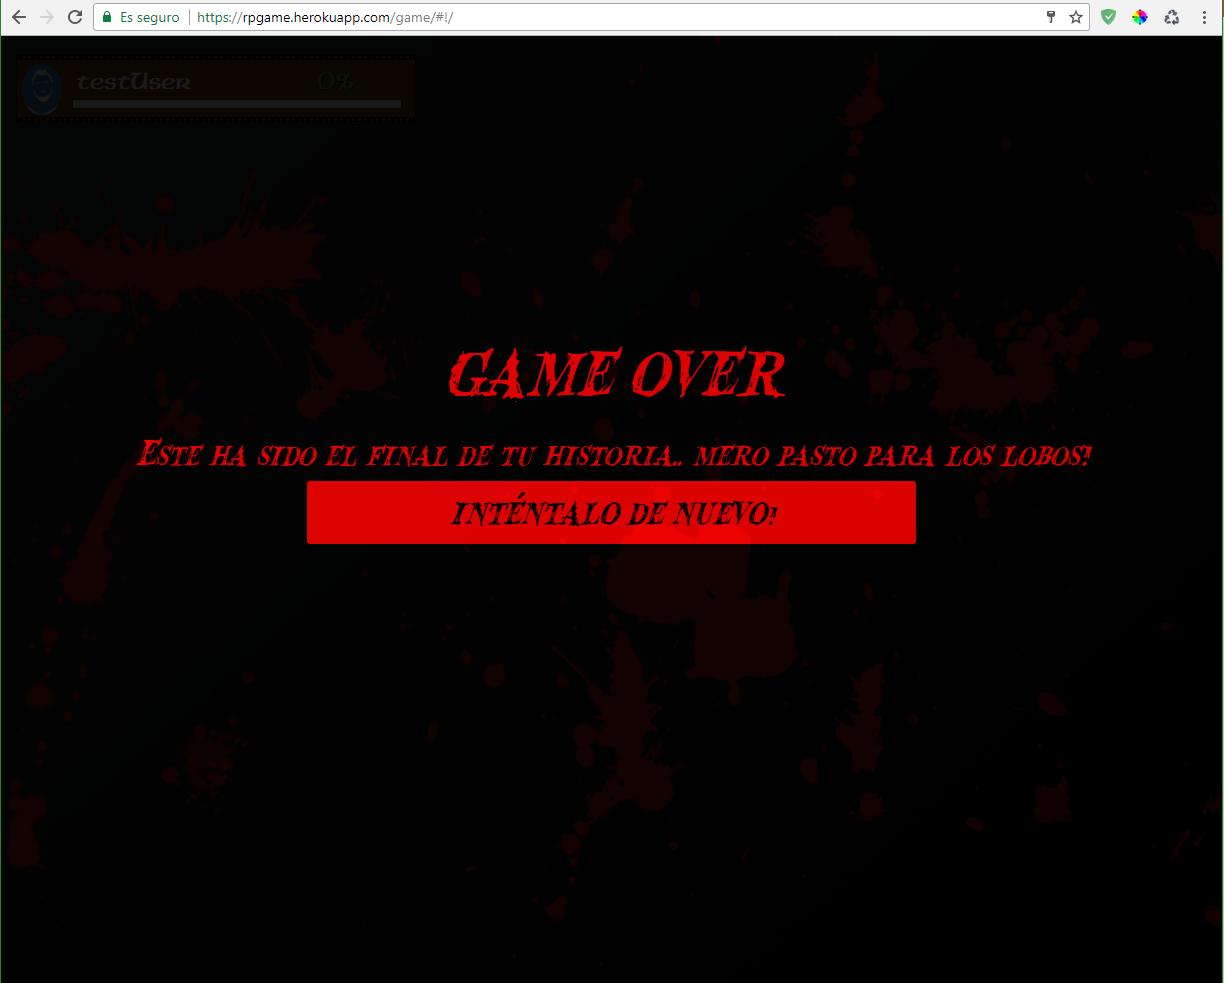 Es seguro
https://rpgame.herokuapp.com/game/#!/
testUser 0%
GAME OVER
Este ha sido el final de tu historia.. mero pasto para los lobos!
INTÉNTALO DE NUEVO!